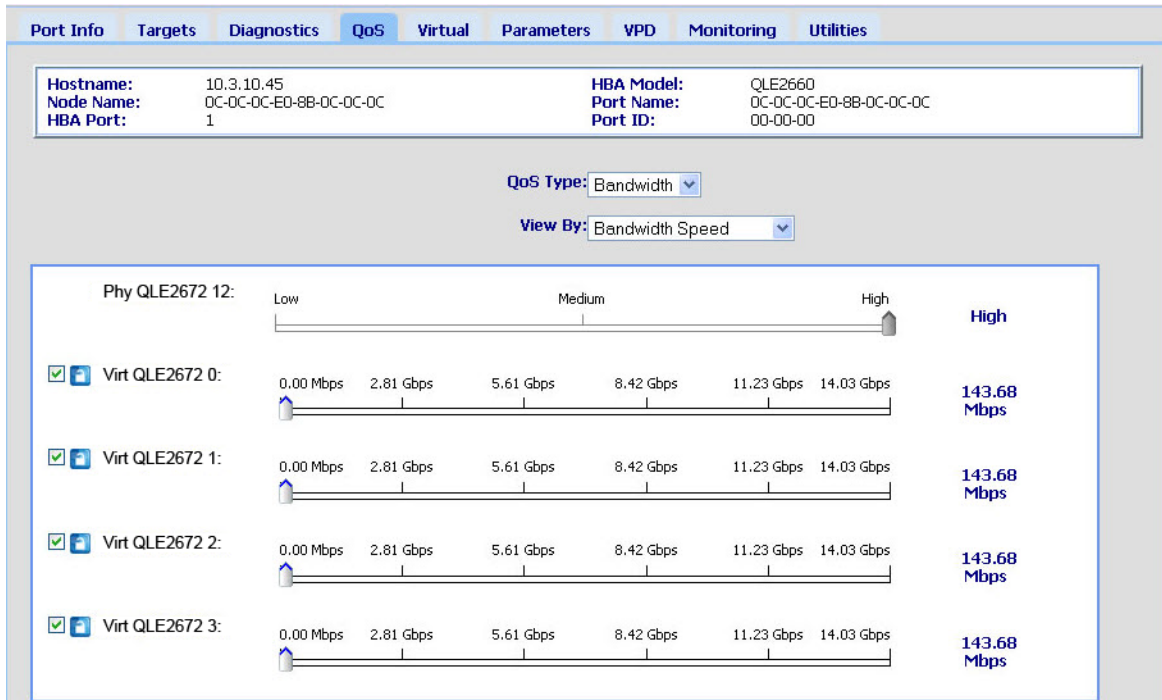 Port Info Targets Diagnostics QoS Virtual Parameters VPD Monitoring Utilities
Hostname: 10.3.10.45 HBA Model: QLE2660
Node Name: 0C-0C-0C-E0-8B-0C-0C-0C Port Name: 0C-0C-0C-E0-8B-0C-0C-0C
HBA Port: 1 Port ID: 00-00-00
QoS Type: Bandwidth
View By: Bandwidth Speed
Phy QLE2672 12: Low Medium High High
Virt QLE2672 0: 0.00 Mbps 2.81 Gbps 5.61 Gbps 8.42 Gbps 11.23 Gbps 14.03 Gbps 143.68 Mbps
Virt QLE2672 1: 0.00 Mbps 2.81 Gbps 5.61 Gbps 8.42 Gbps 11.23 Gbps 14.03 Gbps 143.68 Mbps
Virt QLE2672 2: 0.00 Mbps 2.81 Gbps 5.61 Gbps 8.42 Gbps 11.23 Gbps 14.03 Gbps 143.68 Mbps
Virt QLE2672 3: 0.00 Mbps 2.81 Gbps 5.61 Gbps 8.42 Gbps 11.23 Gbps 14.03 Gbps 143.68 Mbps